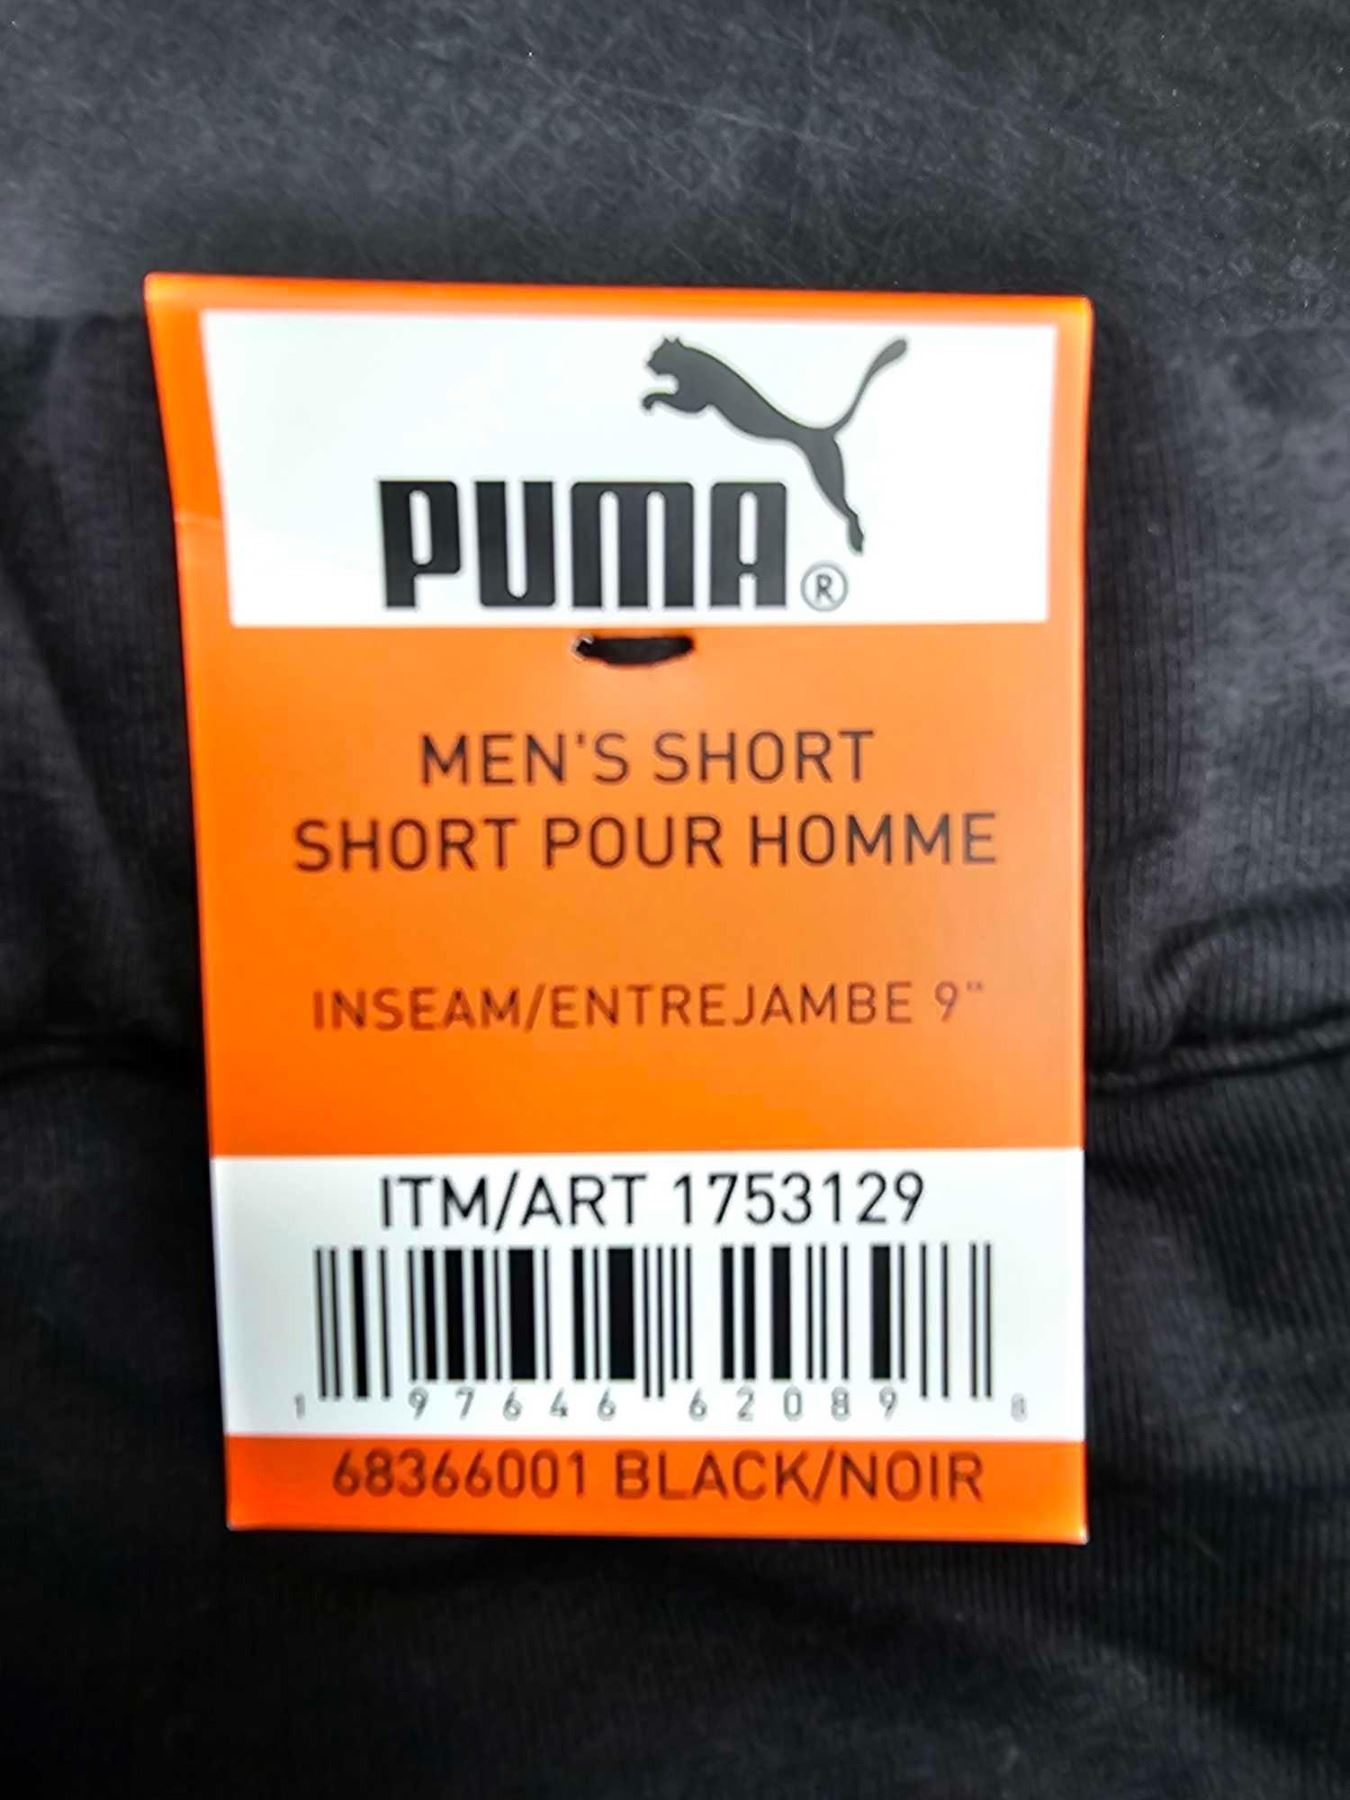 PUMA®
MEN'S SHORT
SHORT POUR HOMME
INSEAM/ENTREJAMBE 9"
ITM/ART 1753129
1 97646 62089 8
68366001 BLACK/NOIR